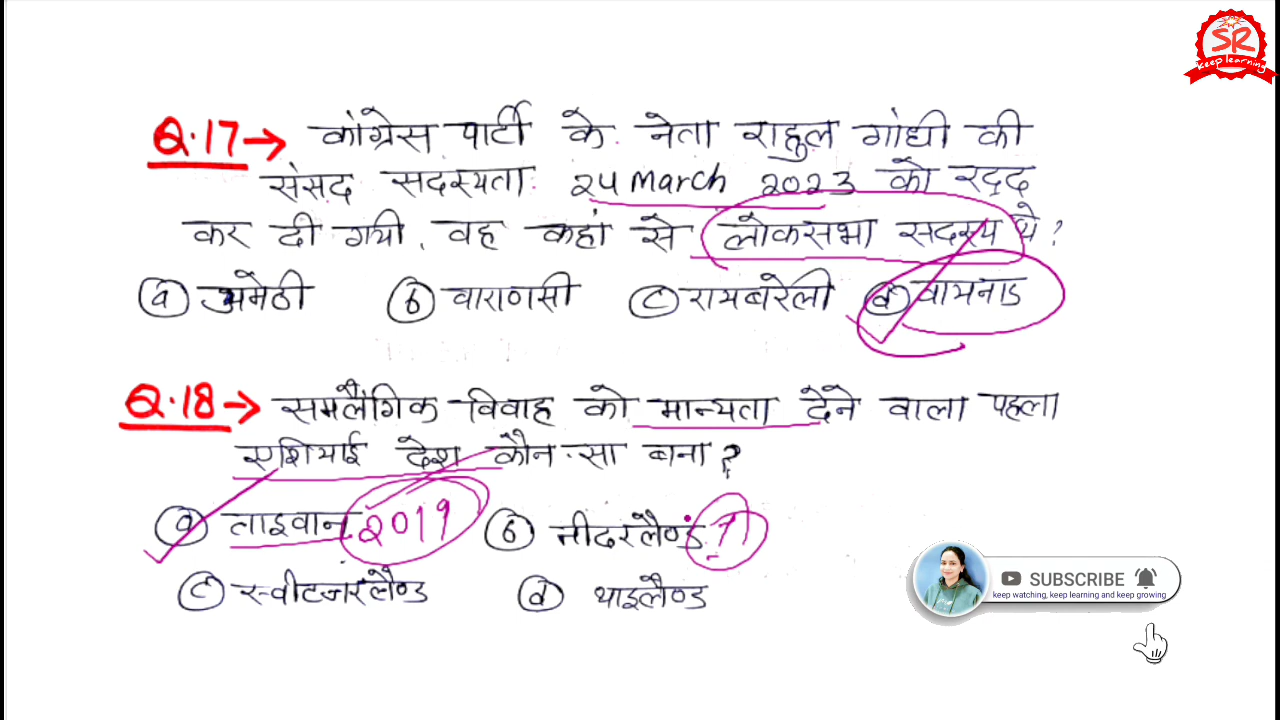 SR
keep learning
Q.17→ कांग्रेस पार्टी के नेता राहुल गांधी की
संसद सदस्यता 24 March 2023 को रद्द
कर दी गयी, वह कहां से लोकसभा सदस्य थे?
(a) अमेठी (b) वाराणसी (c) रायबरेली (d) वायनाड
Q.18→ समलैंगिक विवाह को मान्यता देने वाला पहला
एशियाई देश कौन-सा बना?
(a) ताइवान 2019 (b) नीदरलैण्ड
(c) स्वीटजरलैण्ड (d) थाइलैण्ड
SUBSCRIBE
keep watching, keep learning and keep growing